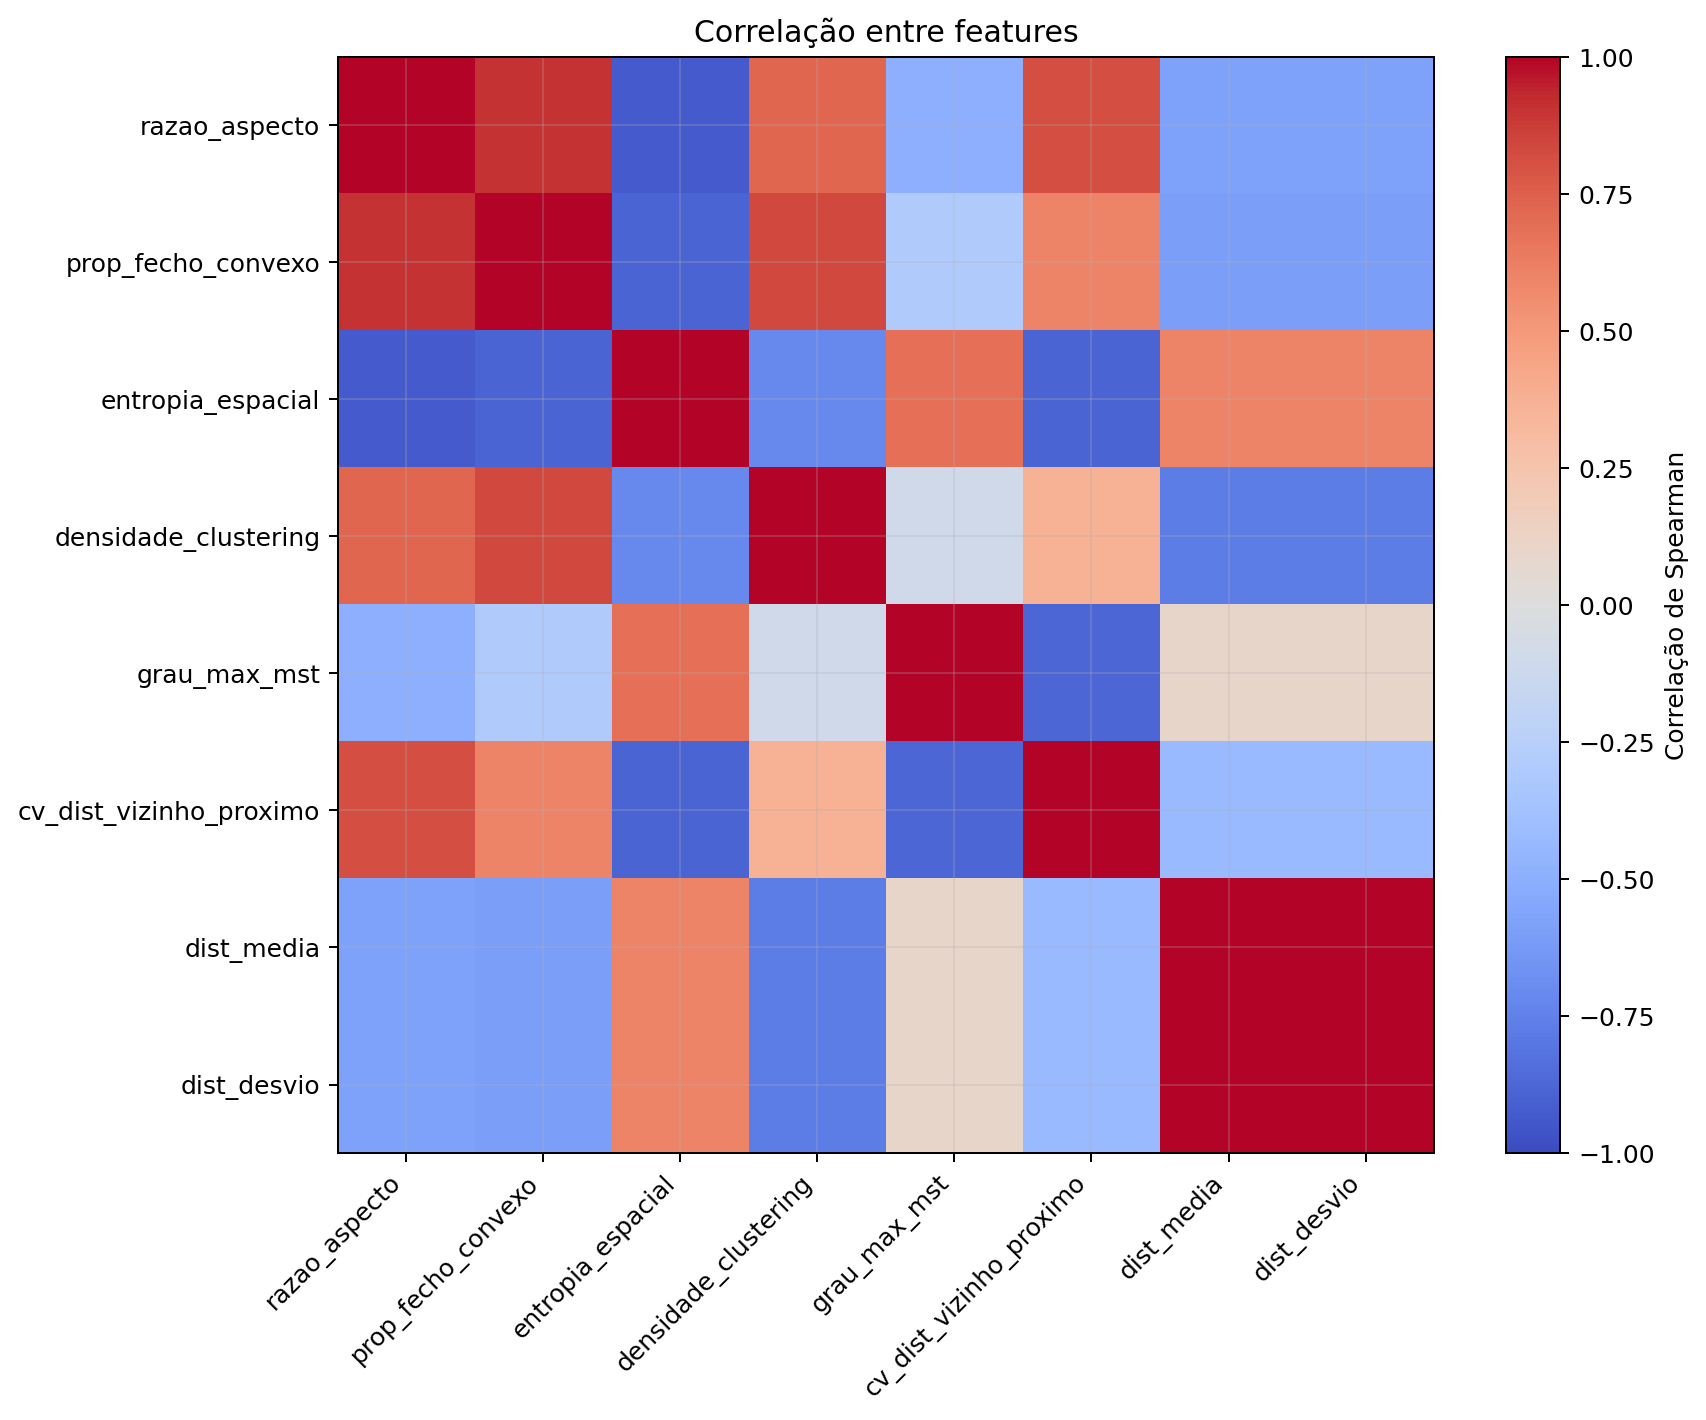 Correlação entre features
razao_aspecto
prop_fecho_convexo
entropia_espacial
densidade_clustering
grau_max_mst
cv_dist_vizinho_proximo
dist_media
dist_desvio
razao_aspecto
prop_fecho_convexo
entropia_espacial
densidade_clustering
grau_max_mst
cv_dist_vizinho_proximo
dist_media
dist_desvio
1.00
0.75
0.50
0.25
0.00
−0.25
−0.50
−0.75
−1.00
Correlação de Spearman